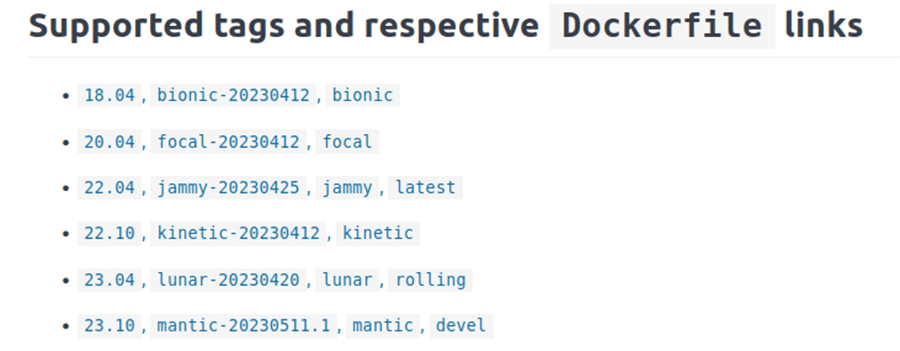 Supported tags and respective Dockerfile links
• 18.04, bionic-20230412, bionic
• 20.04, focal-20230412, focal
• 22.04, jammy-20230425, jammy, latest
• 22.10, kinetic-20230412, kinetic
• 23.04, lunar-20230420, lunar, rolling
• 23.10, mantic-20230511.1, mantic, devel